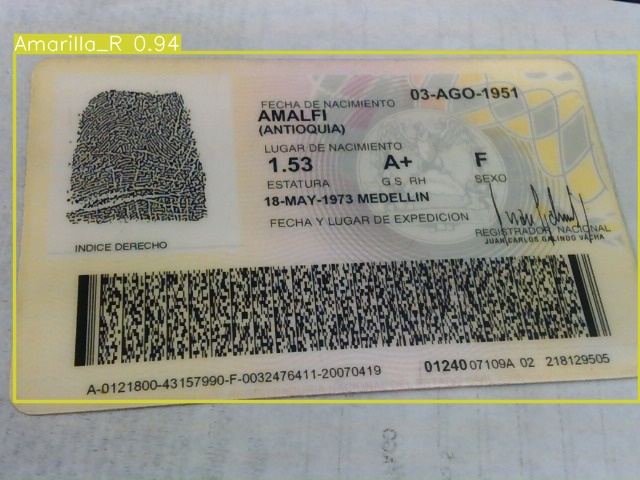 Amarilla_R 0.94
FECHA DE NACIMIENTO 03-AGO-1951
AMALFI
(ANTIOQUIA)
LUGAR DE NACIMIENTO
1.53 A+ F
ESTATURA G.S. RH SEXO
18-MAY-1973 MEDELLIN
FECHA Y LUGAR DE EXPEDICION
REGISTRADOR NACIONAL
JUAN CARLOS GALINDO VACHA
INDICE DERECHO
A-0121800-43157990-F-0032476411-20070419
01240 07109A 02 218129505